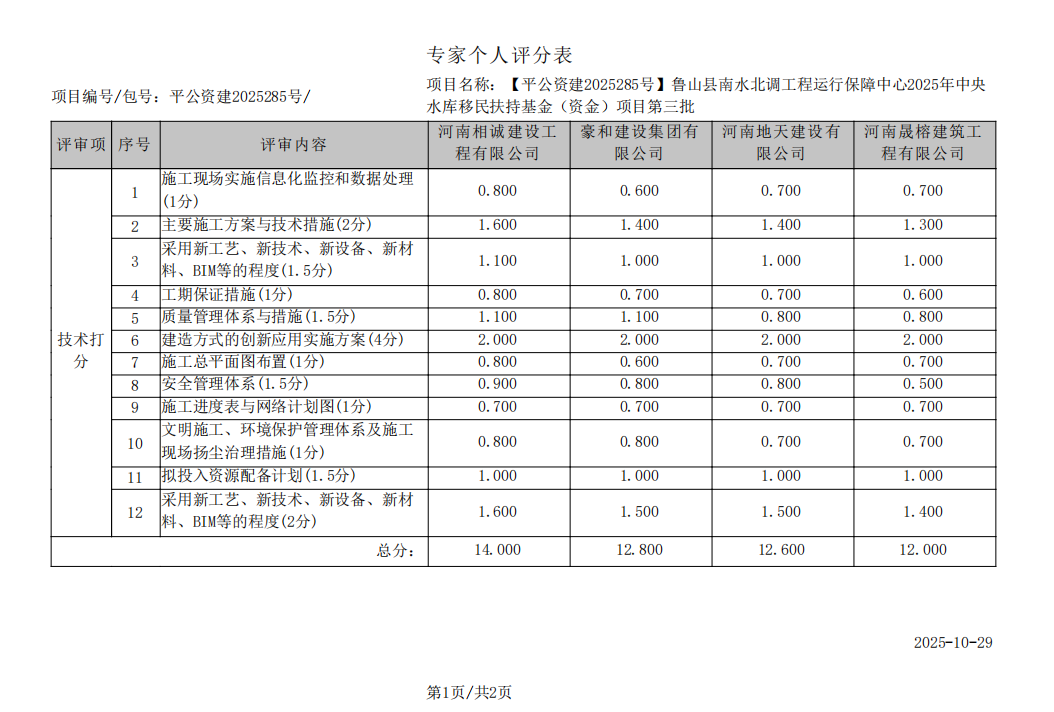 专家个人评分表
项目编号/包号：平公资建2025285号/
项目名称：【平公资建2025285号】鲁山县南水北调工程运行保障中心2025年中央
水库移民扶持基金（资金）项目第三批
评审项 序号 评审内容 河南相诚建设工 豪和建设集团有 河南地天建设有 河南晟榕建筑工
程有限公司 限公司 限公司 程有限公司
技术打
分
1 施工现场实施信息化监控和数据处理 0.800 0.600 0.700 0.700
(1分)
2 主要施工方案与技术措施(2分) 1.600 1.400 1.400 1.300
3 采用新工艺、新技术、新设备、新材 1.100 1.000 1.000 1.000
料、BIM等的程度(1.5分)
4 工期保证措施(1分) 0.800 0.700 0.700 0.600
5 质量管理体系与措施(1.5分) 1.100 1.100 0.800 0.800
6 建造方式的创新应用实施方案(4分) 2.000 2.000 2.000 2.000
7 施工总平面图布置(1分) 0.800 0.600 0.700 0.700
8 安全管理体系(1.5分) 0.900 0.800 0.800 0.500
9 施工进度表与网络计划图(1分) 0.700 0.700 0.700 0.700
10 文明施工、环境保护管理体系及施工 0.800 0.800 0.700 0.700
现场扬尘治理措施(1分)
11 拟投入资源配备计划(1.5分) 1.000 1.000 1.000 1.000
12 采用新工艺、新技术、新设备、新材 1.600 1.500 1.500 1.400
料、BIM等的程度(2分)
总分： 14.000 12.800 12.600 12.000
2025-10-29
第1页/共2页